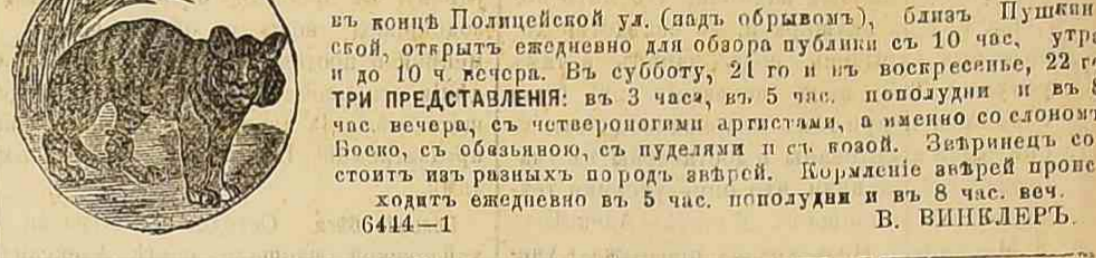 въ концѣ Полицейской ул. (надъ обрывомъ), близъ Пушкин
ской, открытъ ежедневно для обзора публики съ 10 час, утра
и до 10 ч. вечера. Въ субботу, 21 го и въ воскресенье, 22 го
ТРИ ПРЕДСТАВЛЕНІЯ: въ 3 часа, въ 5 час. пополудни и въ 8
час. вечера, съ четвероногими артистами, а именно со слономъ
Боско, съ обезьяною, съ пуделями и съ козой. Звѣринецъ со
стоитъ изъ разныхъ породъ звѣрей. Кормленіе звѣрей проис
ходитъ ежедневно въ 5 час. пополудни и въ 8 час. веч.
6444—1 В. ВИНКЛЕРЪ.